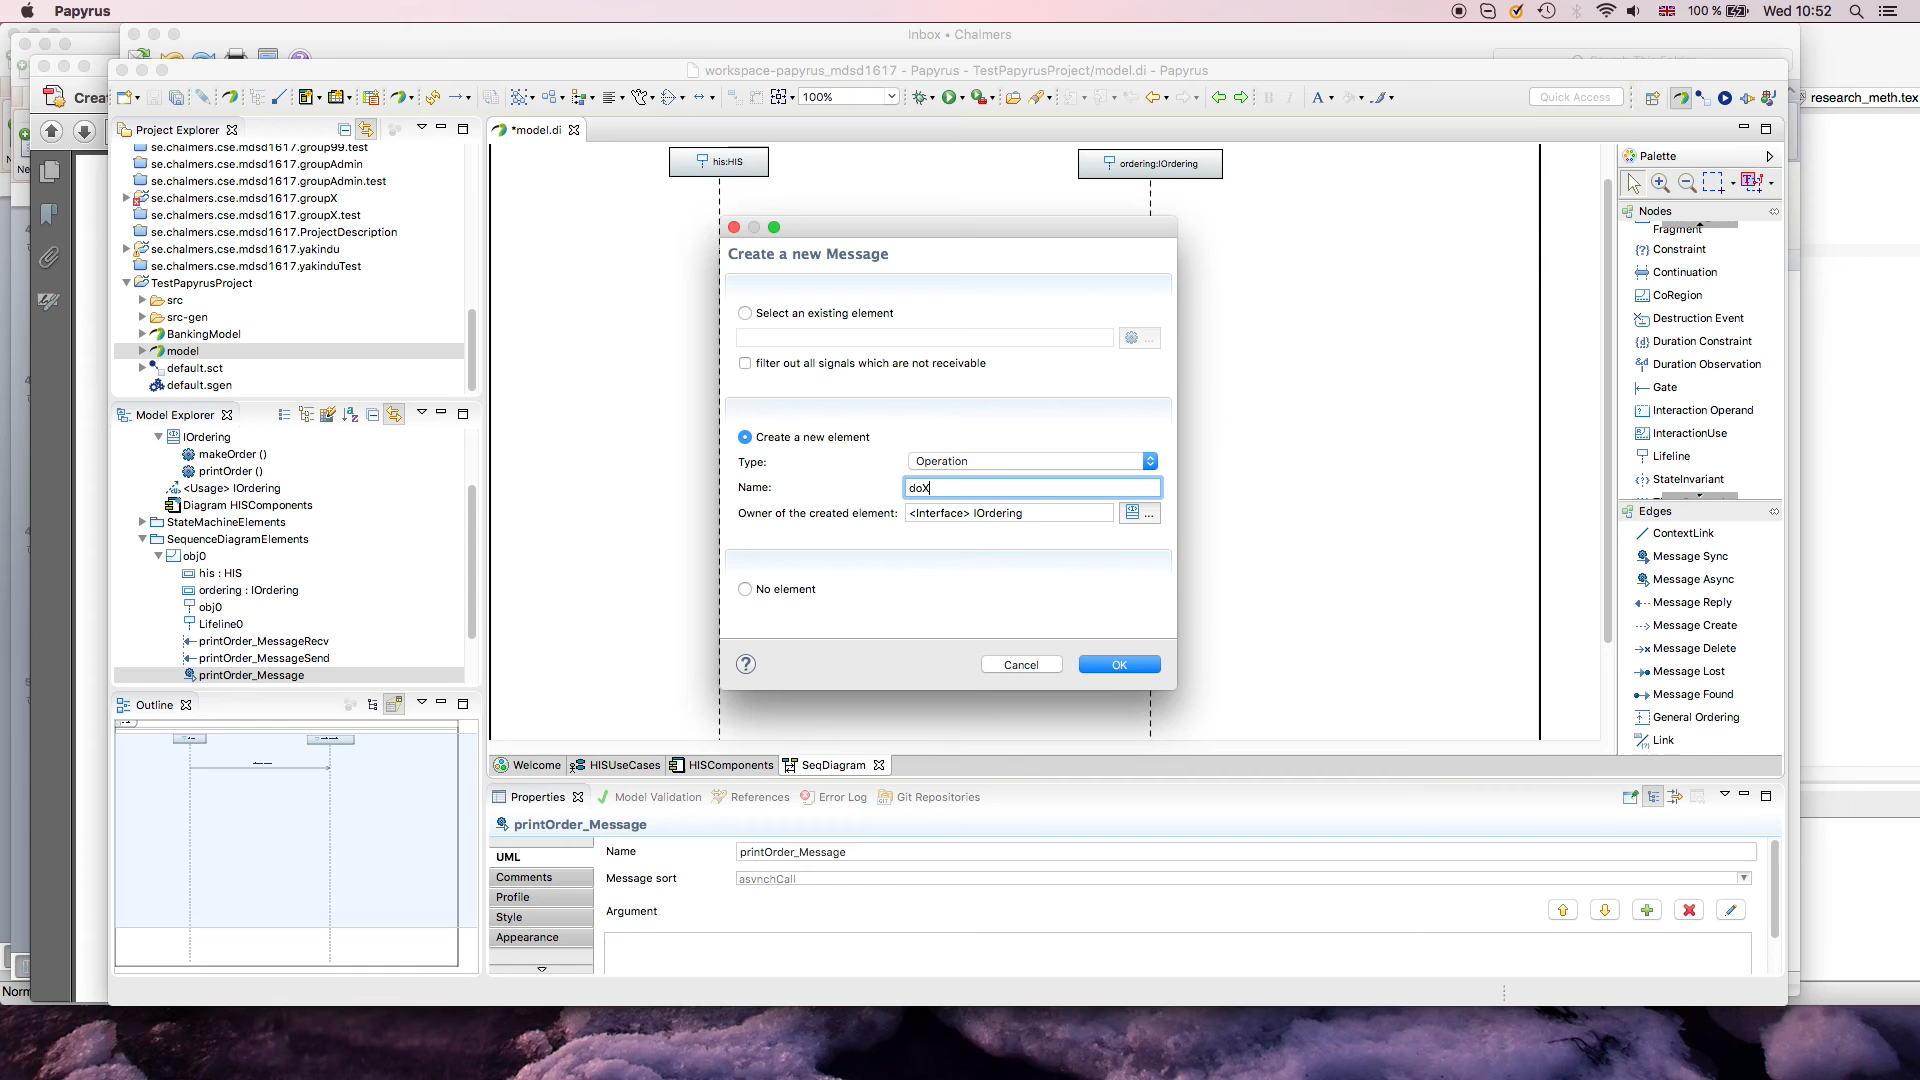 Papyrus
100 %
Wed 10:52
Inbox • Chalmers
Search This Folder
workspace-papyrus_mdsd1617 - Papyrus - TestPapyrusProject/model.di - Papyrus
Crea
100%
Quick Access
research_meth.tex
Project Explorer
*model.di
se.chalmers.cse.mdsd1617.group99.test
se.chalmers.cse.mdsd1617.groupAdmin
se.chalmers.cse.mdsd1617.groupAdmin.test
se.chalmers.cse.mdsd1617.groupX
se.chalmers.cse.mdsd1617.groupX.test
se.chalmers.cse.mdsd1617.ProjectDescription
se.chalmers.cse.mdsd1617.yakindu
se.chalmers.cse.mdsd1617.yakinduTest
TestPapyrusProject
src
src-gen
BankingModel
model
default.sct
default.sgen
Model Explorer
IOrdering
makeOrder ()
printOrder ()
<Usage> IOrdering
Diagram HISComponents
StateMachineElements
SequenceDiagramElements
obj0
his : HIS
ordering : IOrdering
obj0
Lifeline0
printOrder_MessageRecv
printOrder_MessageSend
printOrder_Message
Outline
his:HIS
ordering:IOrdering
Create a new Message
Select an existing element
...
filter out all signals which are not receivable
Create a new element
Type:
Operation
Name:
doX
Owner of the created element:
<Interface> IOrdering
...
No element
?
Cancel
OK
Palette
Nodes
Fragment
Constraint
Continuation
CoRegion
Destruction Event
Duration Constraint
Duration Observation
Gate
Interaction Operand
InteractionUse
Lifeline
StateInvariant
Edges
ContextLink
Message Sync
Message Async
Message Reply
Message Create
Message Delete
Message Lost
Message Found
General Ordering
Link
Welcome
HISUseCases
HISComponents
SeqDiagram
Properties
Model Validation
References
Error Log
Git Repositories
printOrder_Message
UML
Comments
Profile
Style
Appearance
Name
printOrder_Message
Message sort
asynchCall
Argument
Ne
Norn